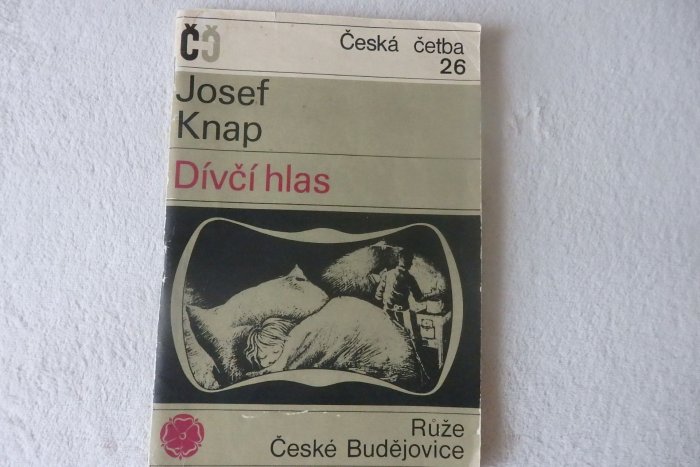 ČČ
Česká četba
26
Josef
Knap
Dívčí hlas
Růže
České Budějovice